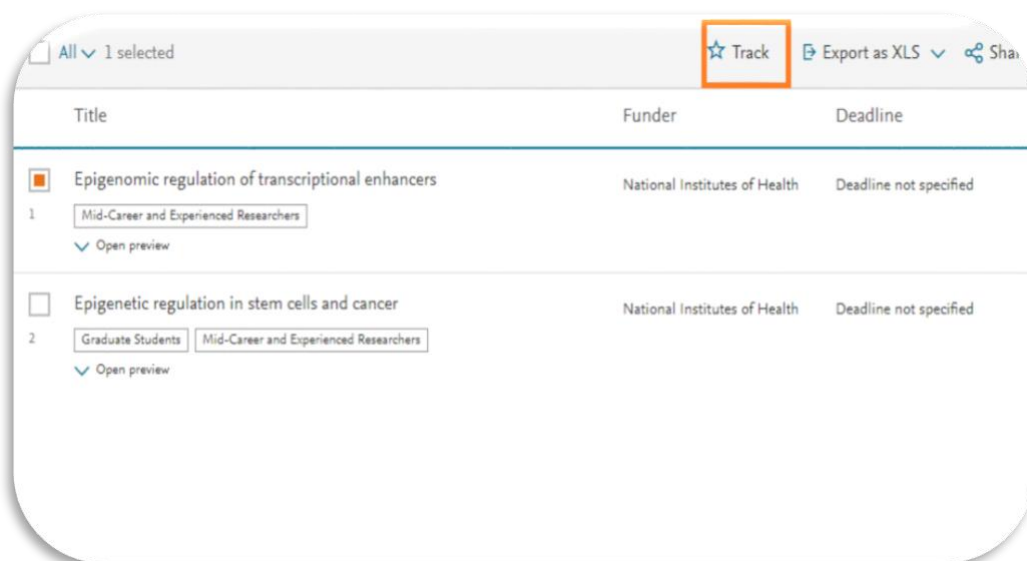 All 1 selected Track Export as XLS
Title Funder Deadline
Epigenomic regulation of transcriptional enhancers National Institutes of Health Deadline not specified
1 Mid-Career and Experienced Researchers
Open preview
Epigenetic regulation in stem cells and cancer National Institutes of Health Deadline not specified
2 Graduate Students Mid-Career and Experienced Researchers
Open preview